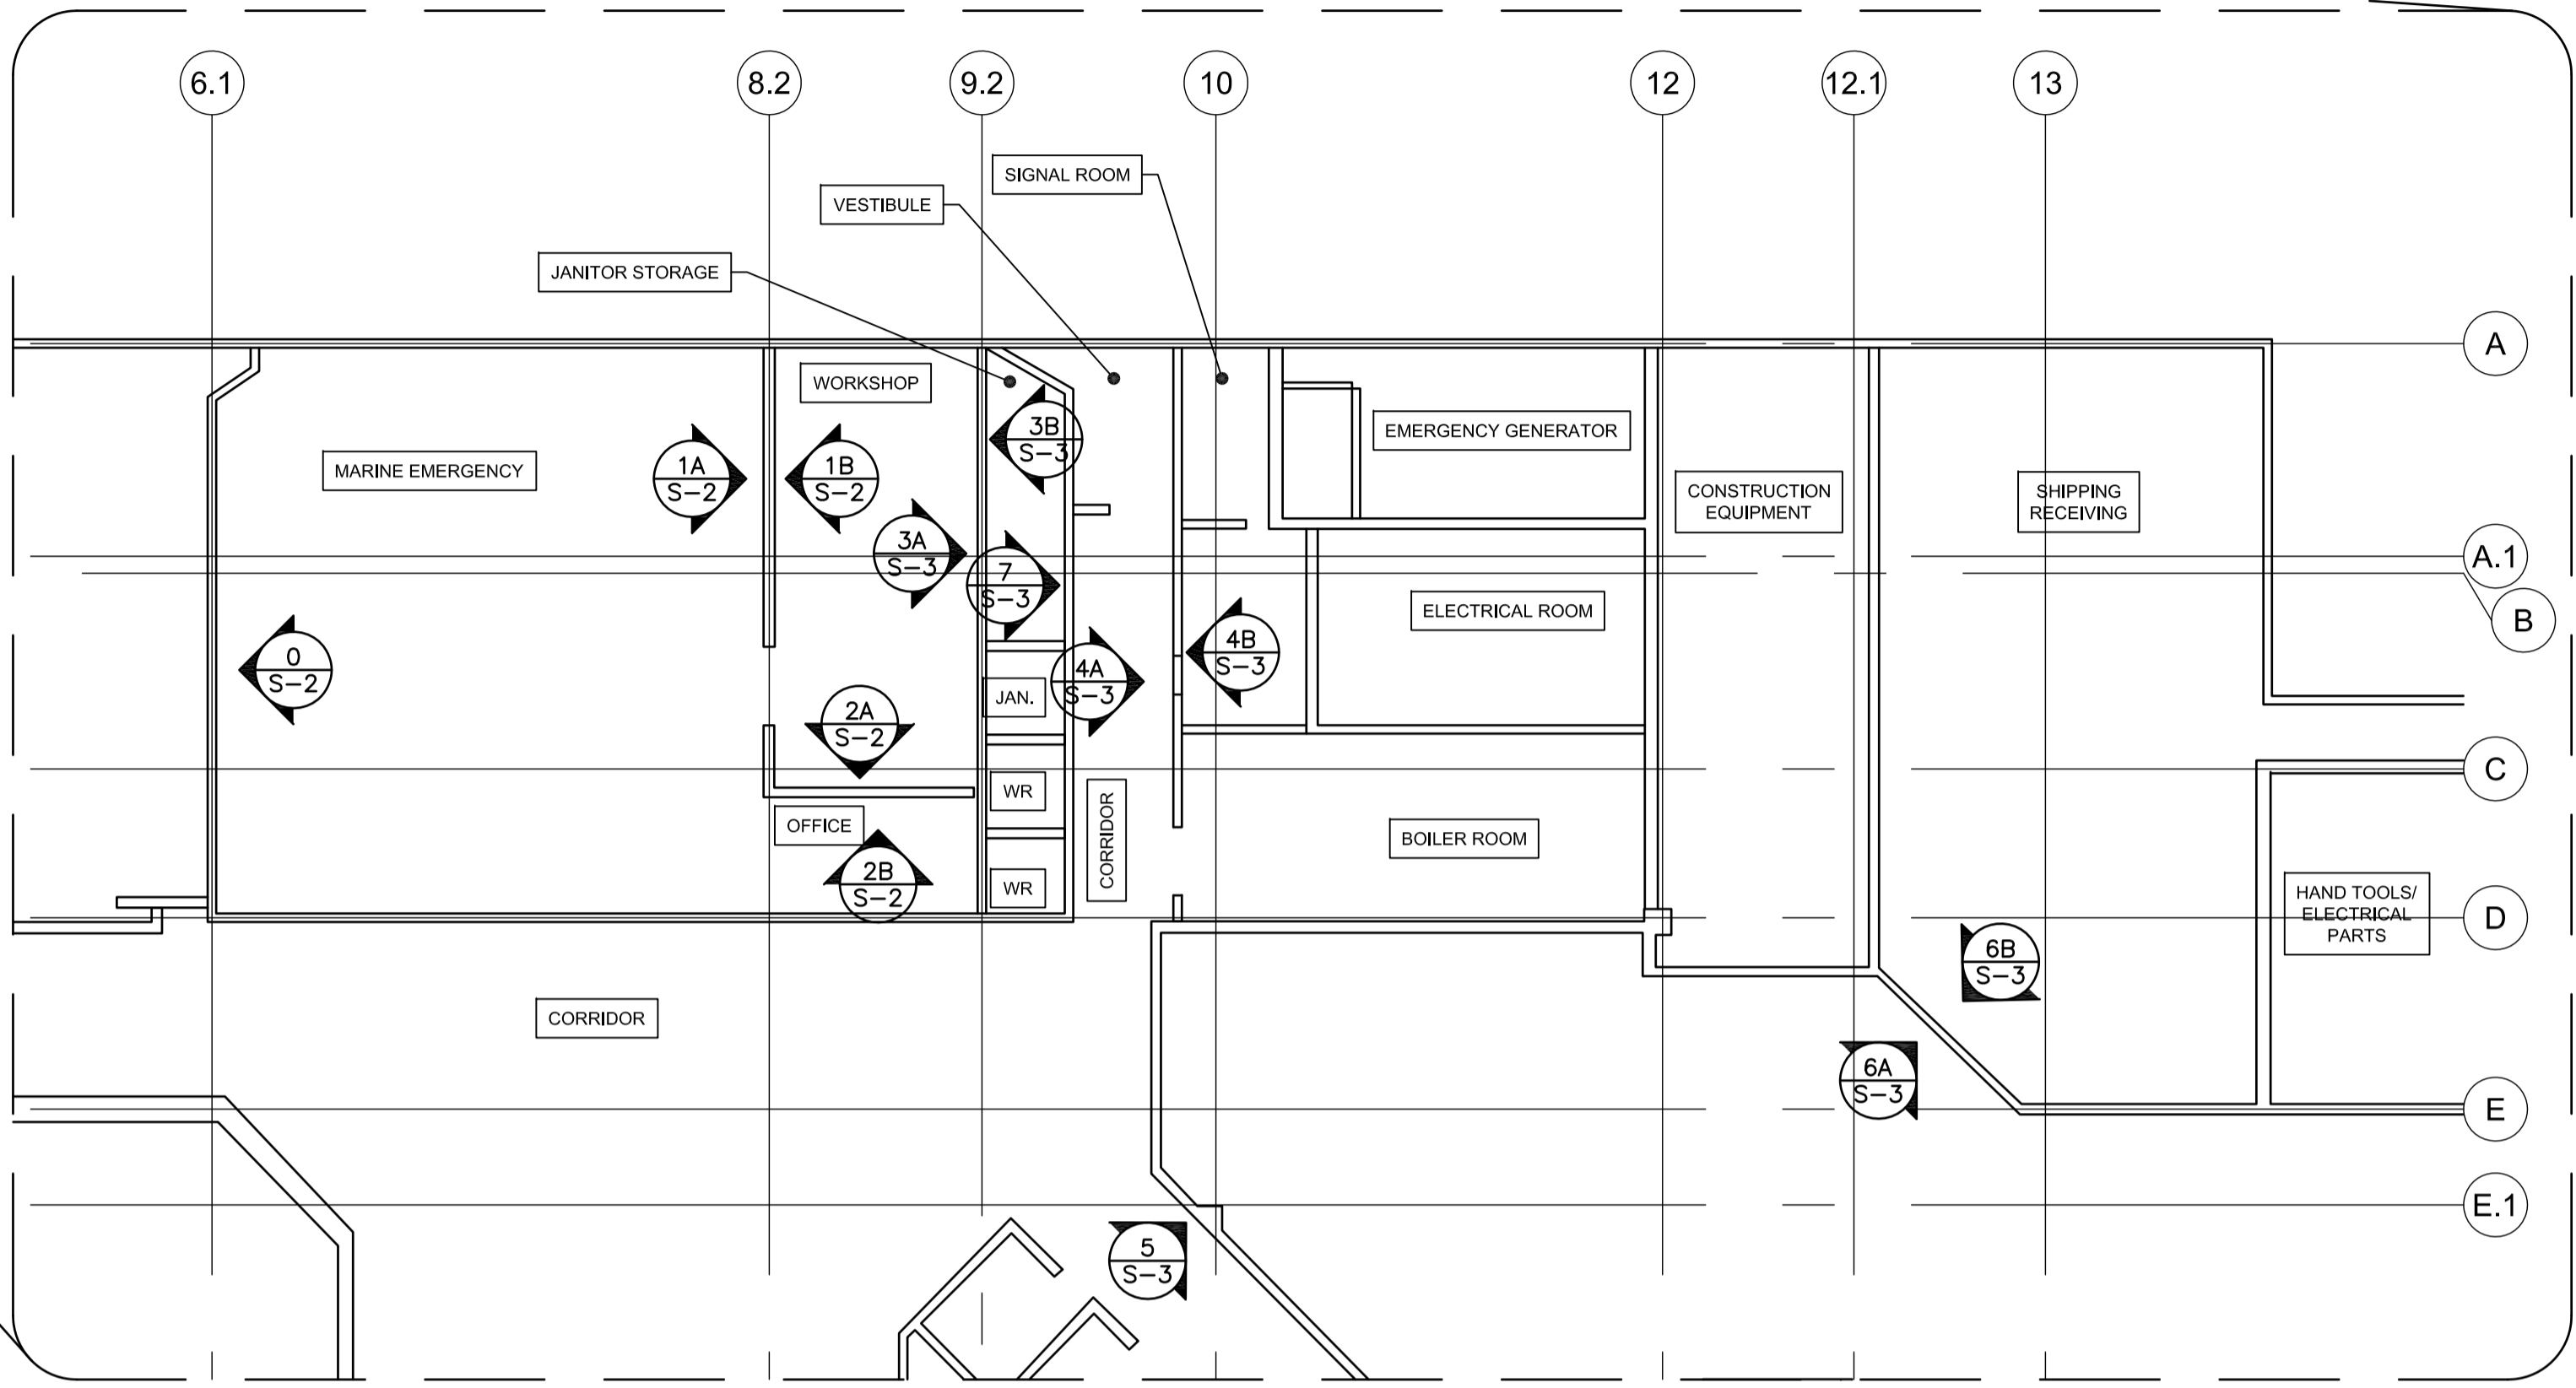 6.1
8.2
9.2
10
12
12.1
13
SIGNAL ROOM
VESTIBULE
JANITOR STORAGE
A
WORKSHOP
3B
S-3
EMERGENCY GENERATOR
MARINE EMERGENCY
1A
S-2
1B
S-2
CONSTRUCTION
EQUIPMENT
SHIPPING
RECEIVING
3A
S-3
A.1
7
S-3
ELECTRICAL ROOM
B
0
S-2
4A
S-3
4B
S-3
JAN.
2A
S-2
C
WR
OFFICE
CORRIDOR
BOILER ROOM
2B
S-2
WR
HAND TOOLS/
ELECTRICAL
PARTS
D
6B
S-3
CORRIDOR
6A
S-3
E
E.1
5
S-3